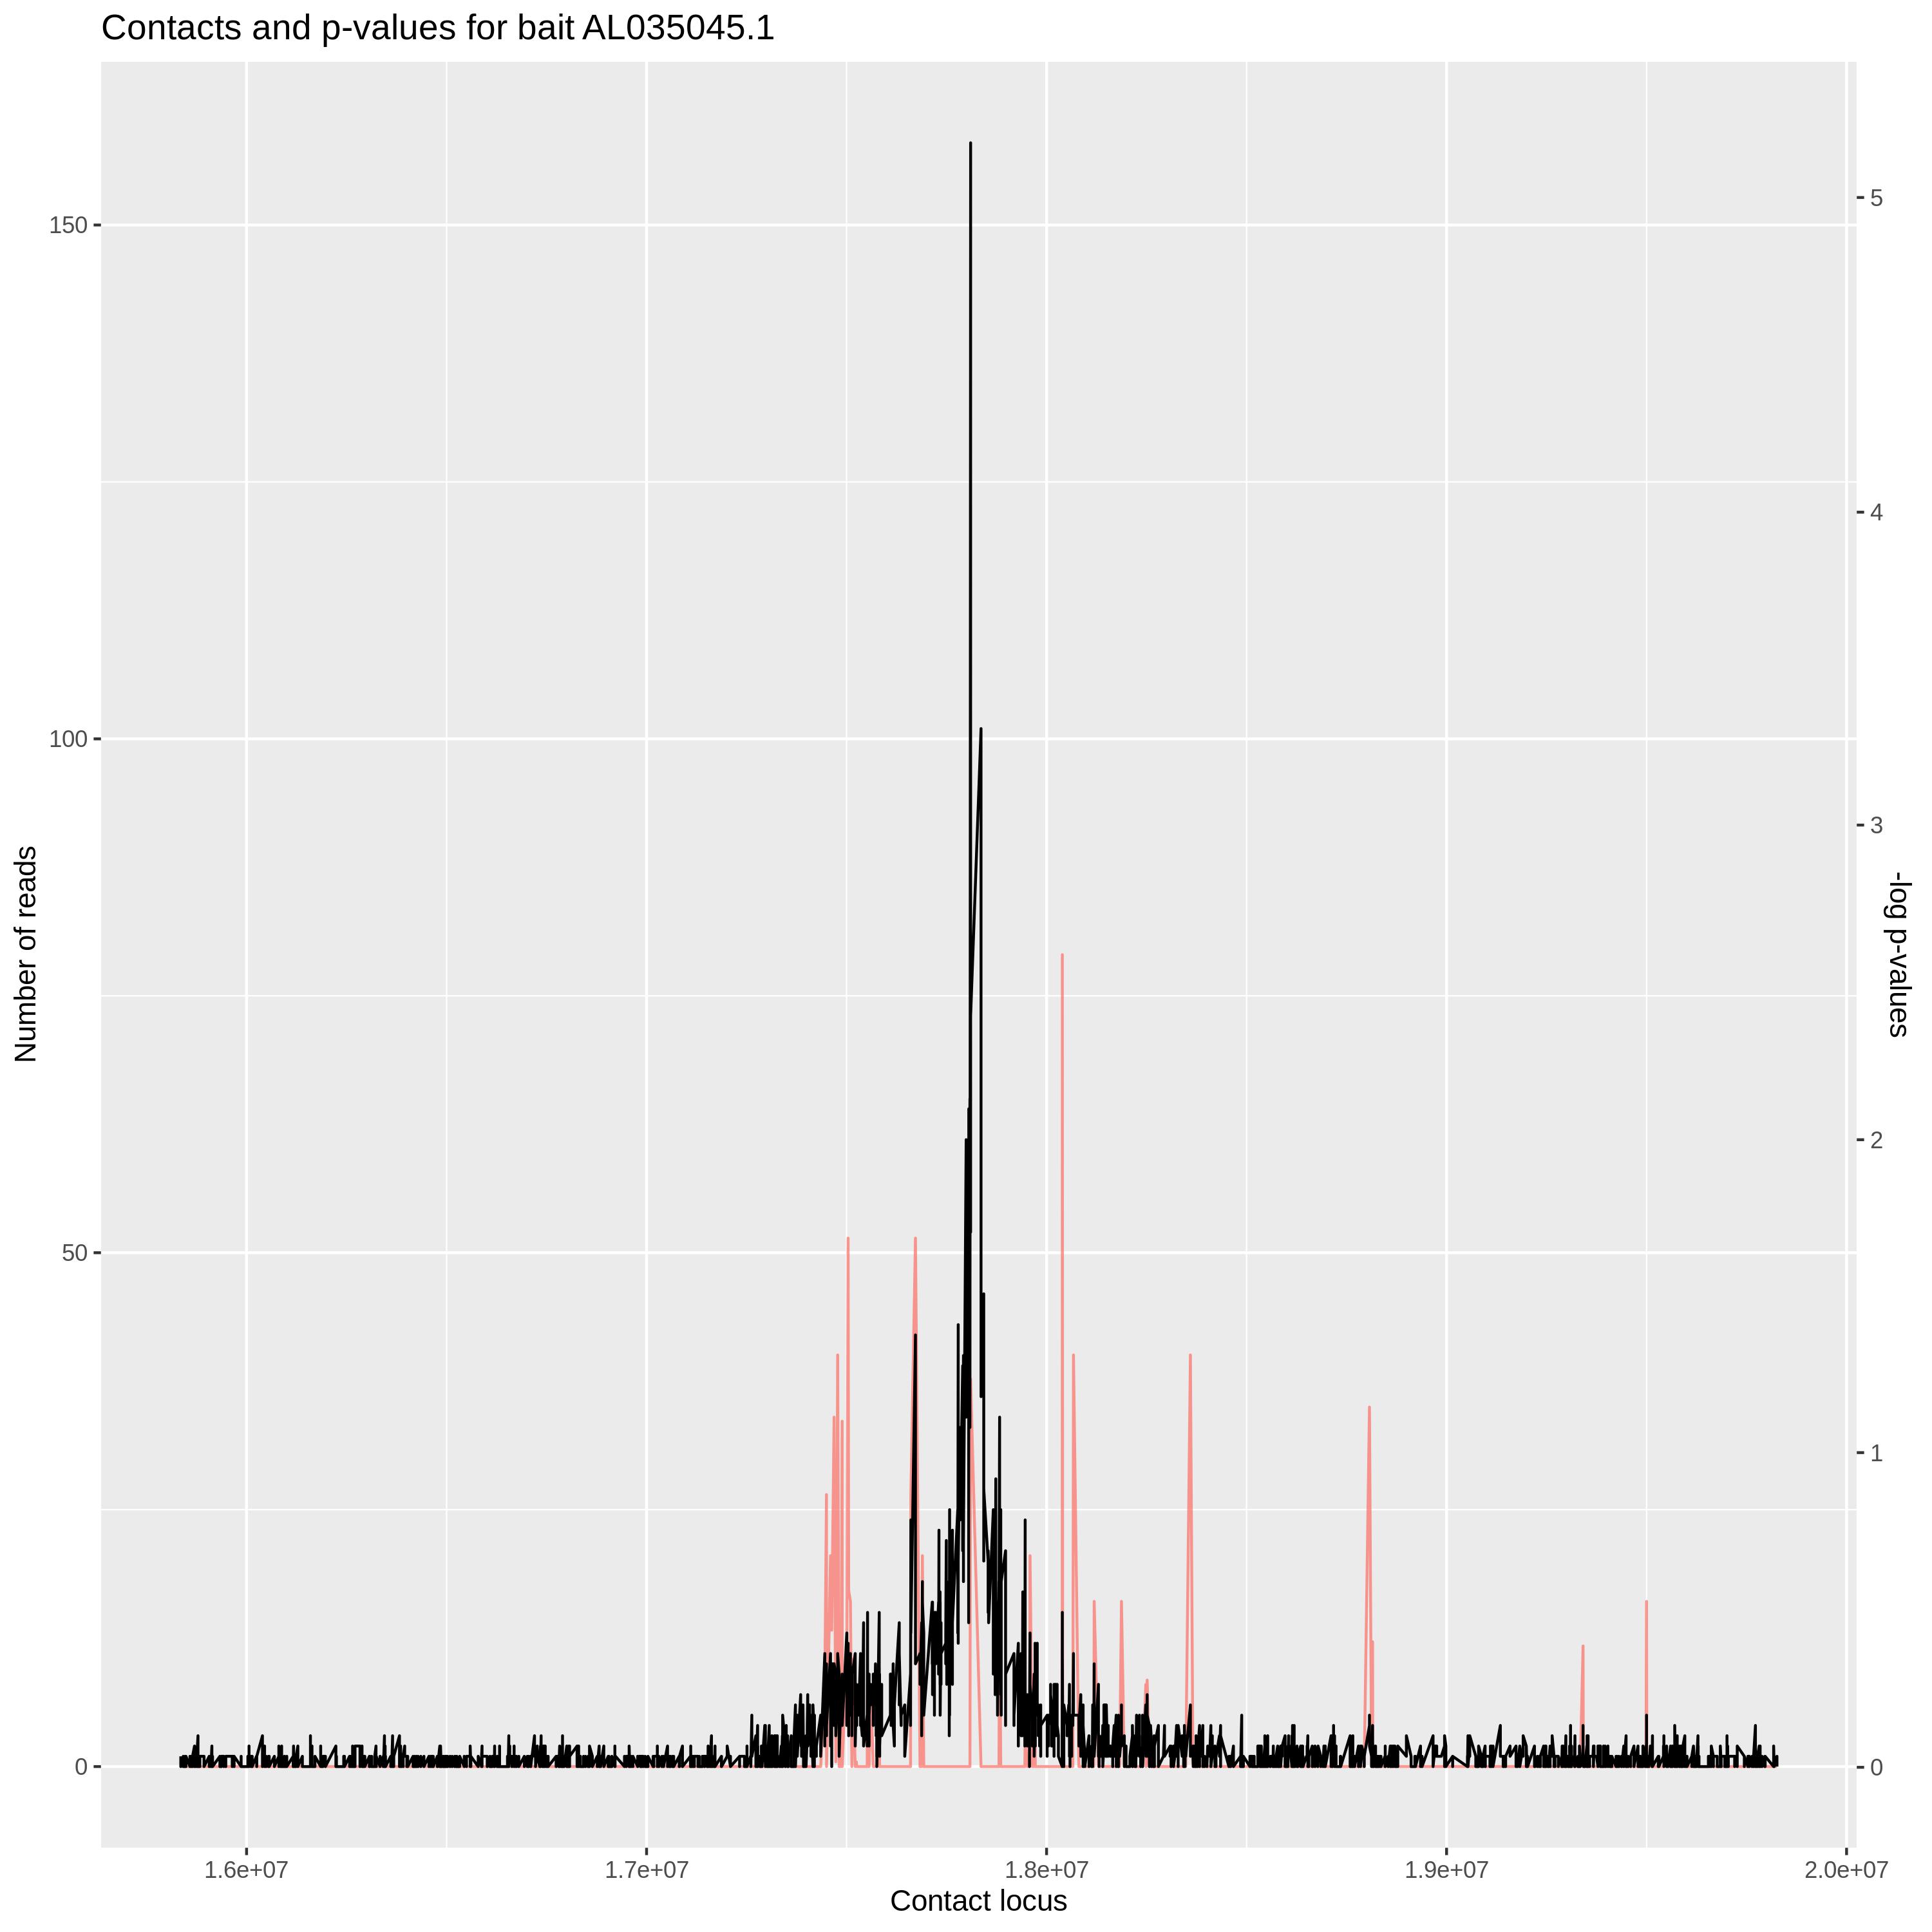 Contacts and p-values for bait AL035045.1
150
100
50
0
Number of reads
5
4
3
2
1
0
-log p-values
1.6e+07
1.7e+07
1.8e+07
1.9e+07
2.0e+07
Contact locus